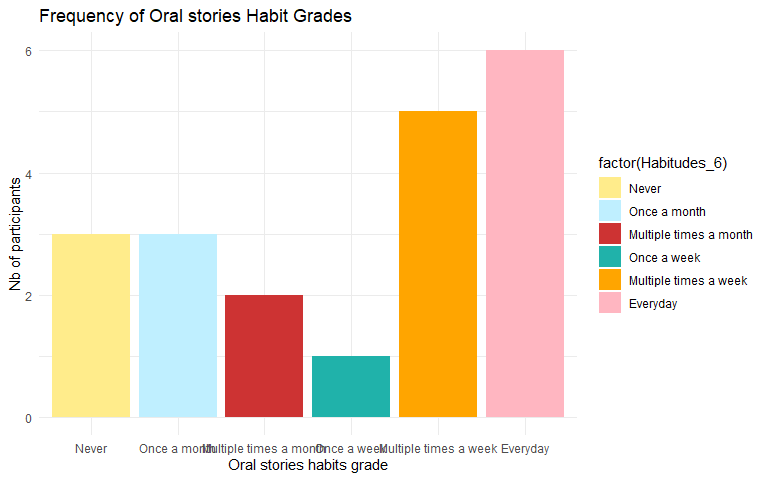 Frequency of Oral stories Habit Grades
Nb of participants
6
4
2
0
Never Once a month Multiple times a month Once a week Multiple times a week Everyday
Oral stories habits grade
factor(Habitudes_6)
Never
Once a month
Multiple times a month
Once a week
Multiple times a week
Everyday